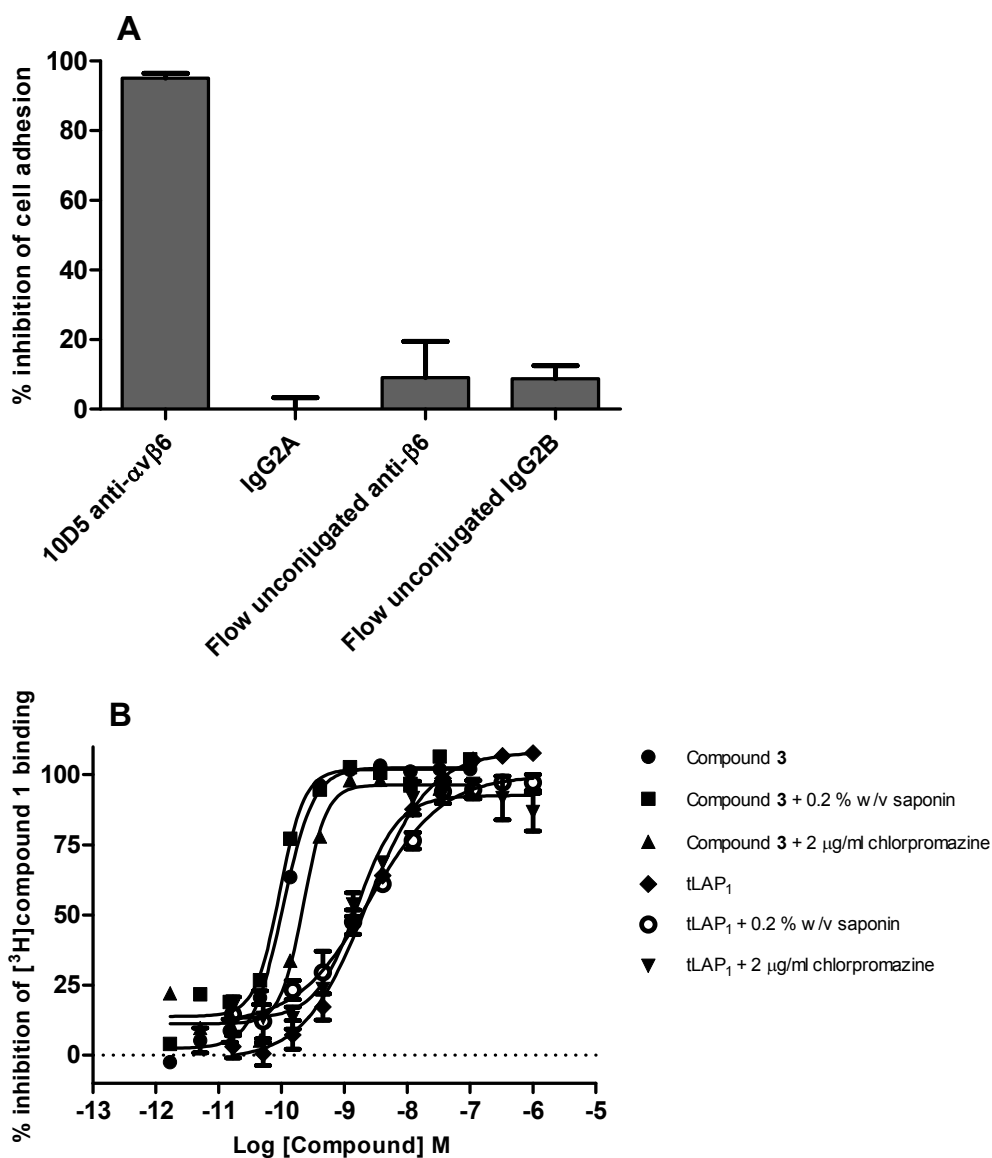 A
% inhibition of cell adhesion
100
80
60
40
20
0
10D5 anti-αvβ6
IgG2A
Flow unconjugated anti-β6
Flow unconjugated IgG2B
B
% inhibition of [³H]compound 1 binding
100
75
50
25
0
-13 -12 -11 -10 -9 -8 -7 -6 -5
Log [Compound] M
Compound 3
Compound 3 + 0.2 % w/v saponin
Compound 3 + 2 μg/ml chlorpromazine
tLAP₁
tLAP₁ + 0.2 % w/v saponin
tLAP₁ + 2 μg/ml chlorpromazine